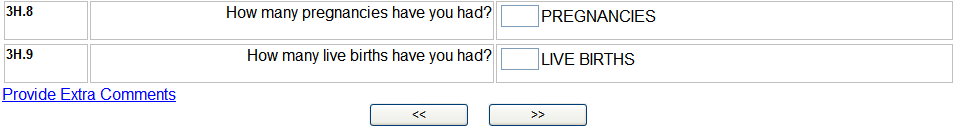 3H.8 How many pregnancies have you had? PREGNANCIES
3H.9 How many live births have you had? LIVE BIRTHS
Provide Extra Comments
<< >>